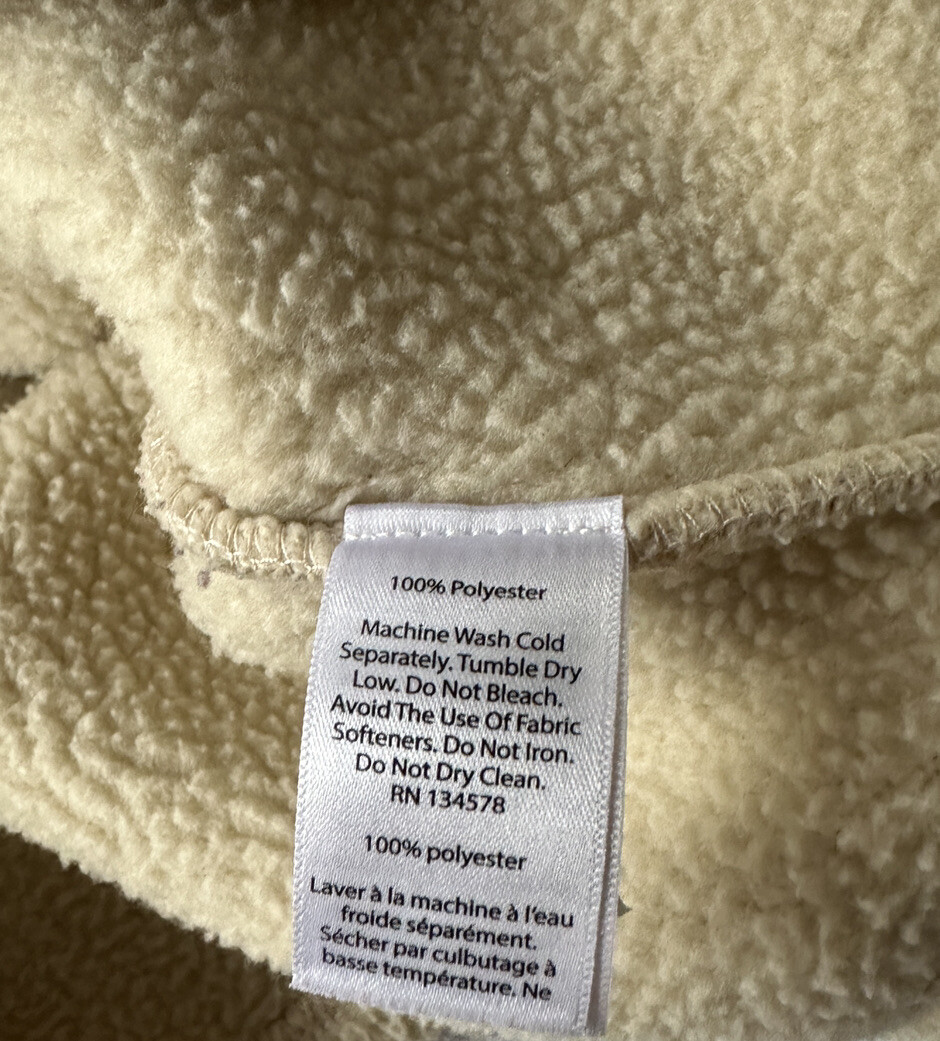 100% Polyester
Machine Wash Cold
Separately. Tumble Dry
Low. Do Not Bleach.
Avoid The Use Of Fabric
Softeners. Do Not Iron.
Do Not Dry Clean.
RN 134578
100% polyester
Laver à la machine à l'eau
froide séparément.
Sécher par culbutage à
basse température. Ne